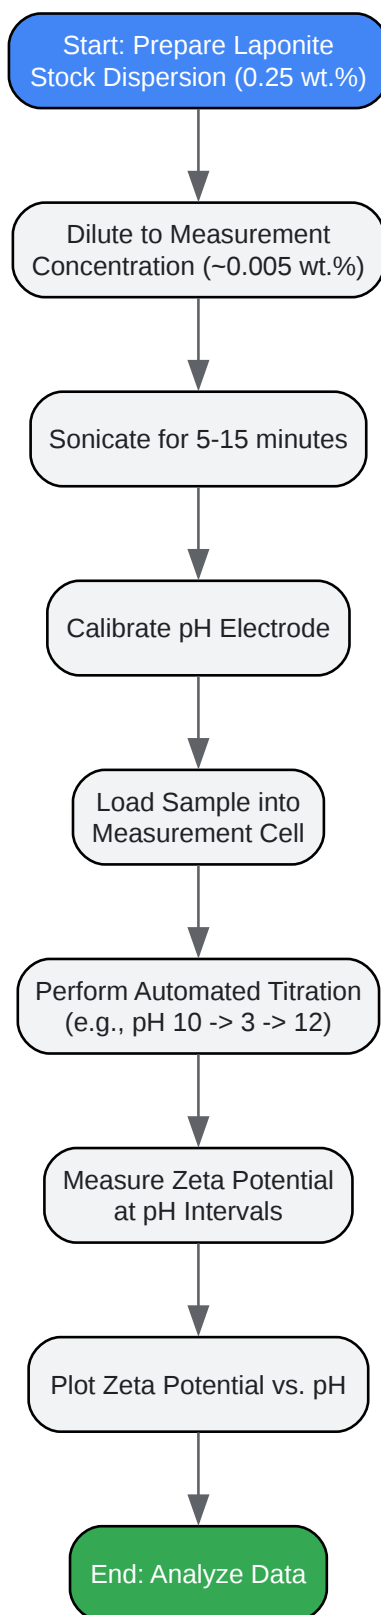 Start: Prepare Laponite
Stock Dispersion (0.25 wt.%)
Dilute to Measurement
Concentration (~0.005 wt.%)
Sonicate for 5-15 minutes
Calibrate pH Electrode
Load Sample into
Measurement Cell
Perform Automated Titration
(e.g., pH 10 -> 3 -> 12)
Measure Zeta Potential
at pH Intervals
Plot Zeta Potential vs. pH
End: Analyze Data